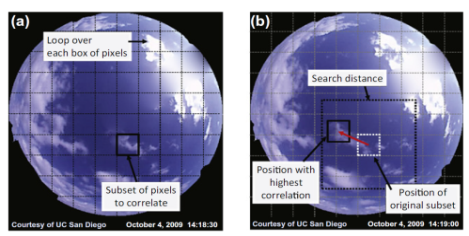 (a)
Loop over
each box of pixels
Subset of pixels
to correlate
Courtesy of UC San Diego October 4, 2009 14:18:30
(b)
Search distance
Position with
highest
correlation
Position of
original subset
Courtesy of UC San Diego October 4, 2009 14:19:00